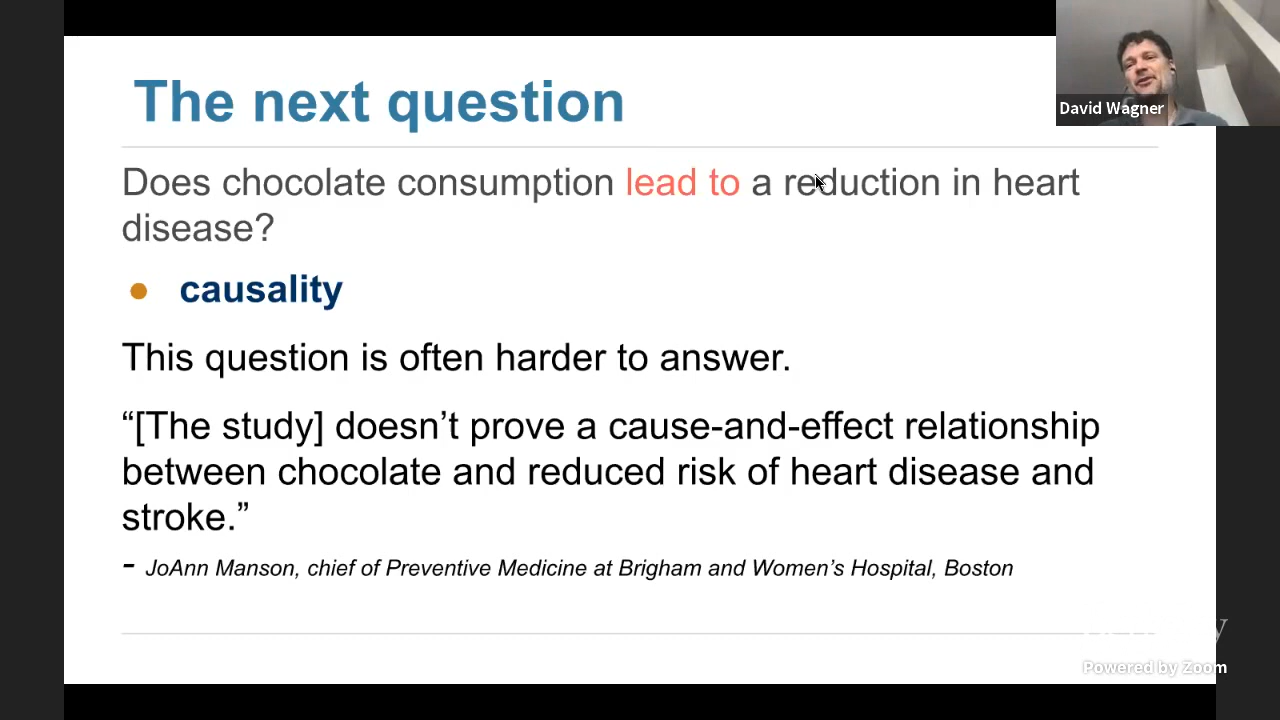 The next question
David Wagner
Does chocolate consumption lead to a reduction in heart
disease?
● causality
This question is often harder to answer.
“[The study] doesn’t prove a cause-and-effect relationship
between chocolate and reduced risk of heart disease and
stroke.”
- JoAnn Manson, chief of Preventive Medicine at Brigham and Women’s Hospital, Boston
Powered by Zoom